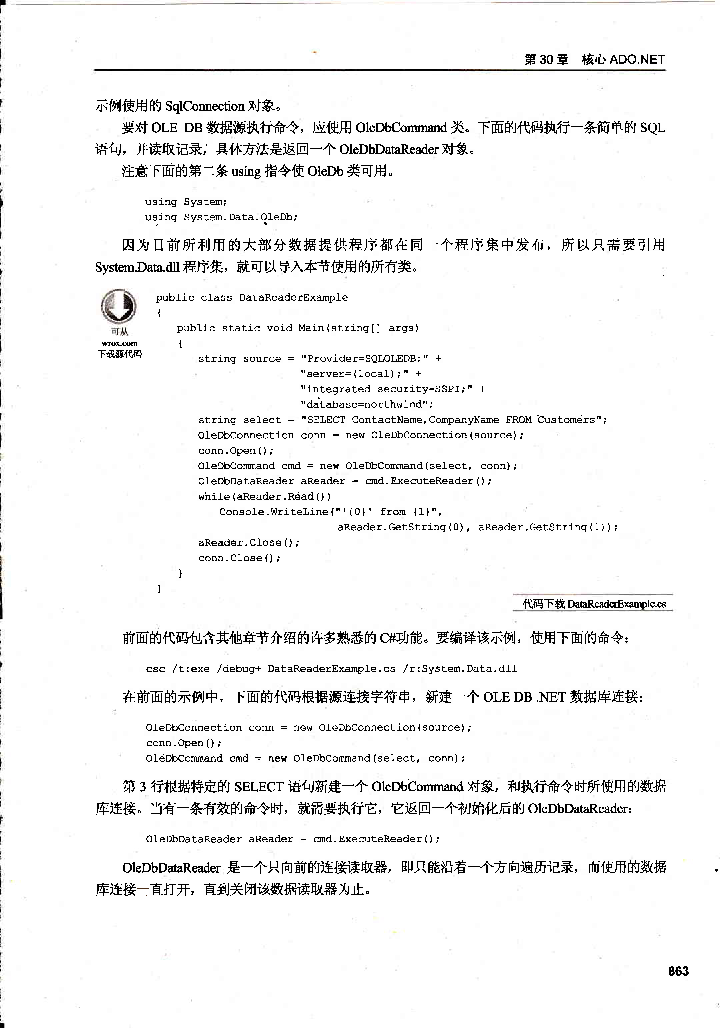 第 30 章 核心 ADO.NET
示例使用的 SqlConnection 对象。
要对 OLE DB 数据源执行命令，应使用 OleDbCommand 类。下面的代码执行一条简单的 SQL
语句，并读取记录，具体方法是返回一个 OleDbDataReader 对象。
注意下面的第二条 using 指令使 OleDb 类可用。
using System;
using System.Data.OleDb;
因为目前所利用的大部分数据提供程序都在同一个程序集中发布，所以只需要引用
System.Data.dll 程序集，就可以导入本节使用的所有类。
可从
wrox.com
下载源代码
public class DataReaderExample
{
public static void Main(string[] args)
{
string source = "Provider=SQLOLEDB;" +
"server=(local);" +
"integrated security=SSPI;" +
"database=northwind";
string select = "SELECT ContactName,CompanyName FROM Customers";
OleDbConnection conn = new OleDbConnection(source);
conn.Open();
OleDbCommand cmd = new OleDbCommand(select, conn);
OleDbDataReader aReader = cmd.ExecuteReader();
while(aReader.Read())
Console.WriteLine("'{0}' from {1}",
aReader.GetString(0), aReader.GetString(1));
aReader.Close();
conn.Close();
}
}
代码下载 DataReaderExample.cs
前面的代码包含其他章节介绍的许多熟悉的 C#功能。要编译该示例，使用下面的命令：
csc /t:exe /debug+ DataReaderExample.cs /r:System.Data.dll
在前面的示例中，下面的代码根据源连接字符串，新建一个 OLE DB .NET 数据库连接：
OleDbConnection conn = new OleDbConnection(source);
conn.Open();
OleDbCommand cmd = new OleDbCommand(select, conn);
第 3 行根据特定的 SELECT 语句新建一个 OleDbCommand 对象，和执行命令时所使用的数据
库连接。当有一条有效的命令时，就需要执行它，它返回一个初始化后的 OleDbDataReader：
OleDbDataReader aReader = cmd.ExecuteReader();
OleDbDataReader 是一个只向前的连接读取器，即只能沿着一个方向遍历记录，而使用的数据
库连接一直打开，直到关闭该数据读取器为止。
863